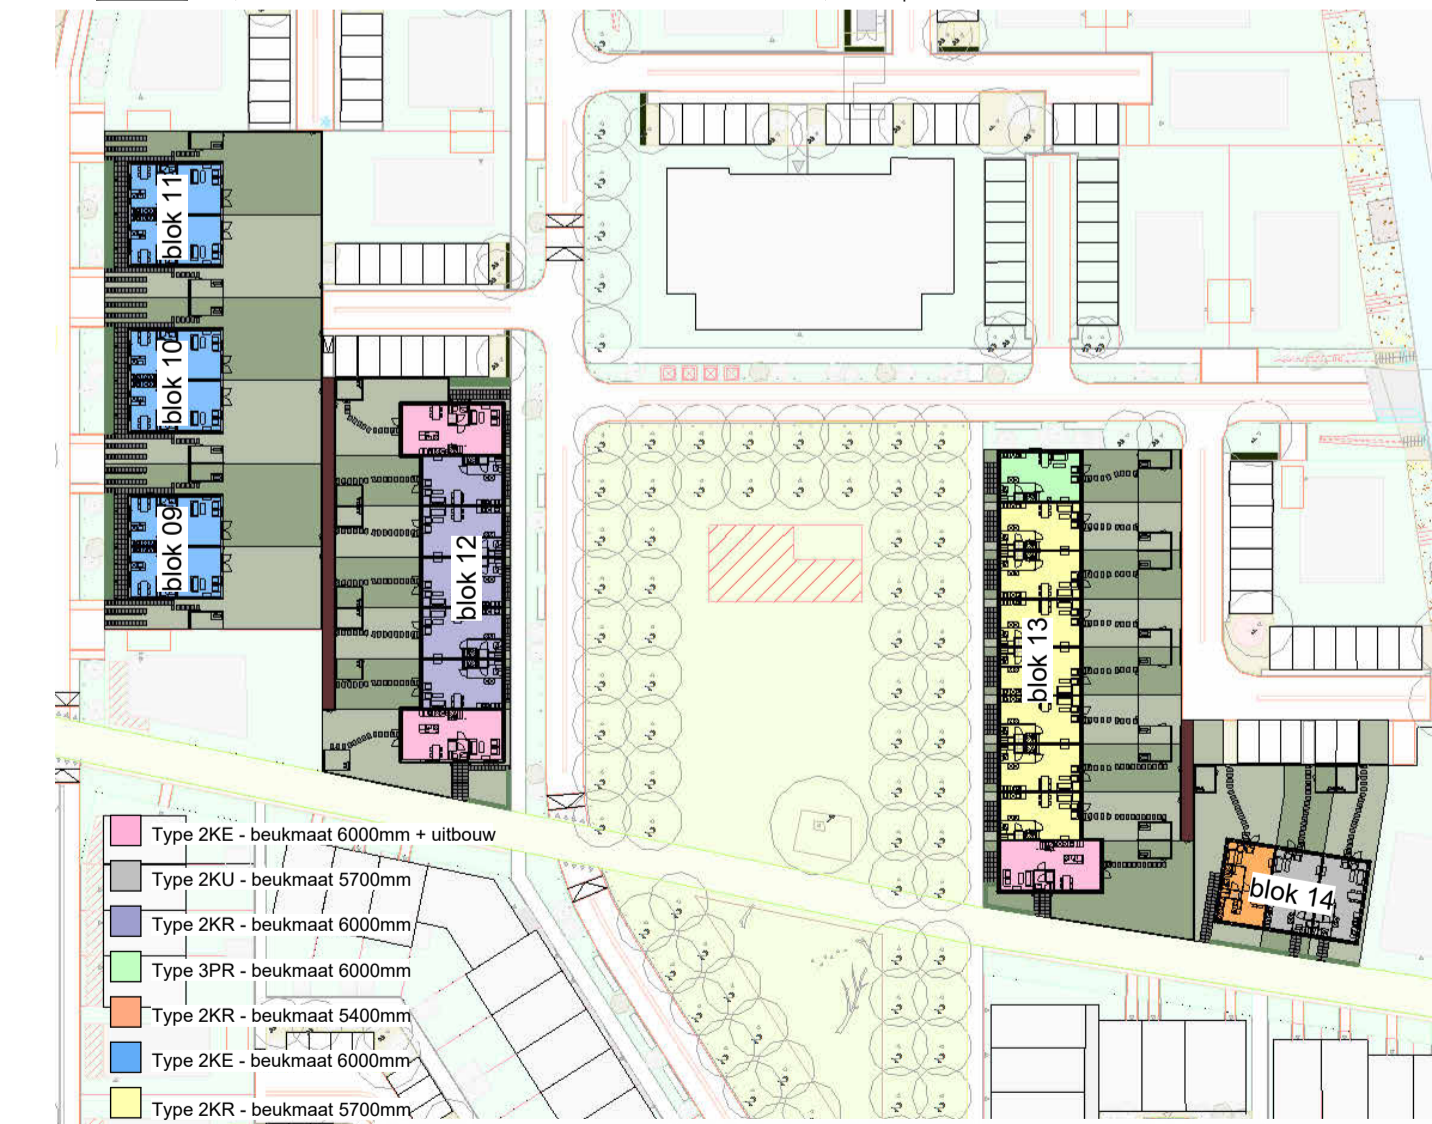 blok 11
blok 10
blok 09
blok 12
blok 13
blok 14
Type 2KE - beukmaat 6000mm + uitbouw
Type 2KU - beukmaat 5700mm
Type 2KR - beukmaat 6000mm
Type 3PR - beukmaat 6000mm
Type 2KR - beukmaat 5400mm
Type 2KE - beukmaat 6000mm
Type 2KR - beukmaat 5700mm